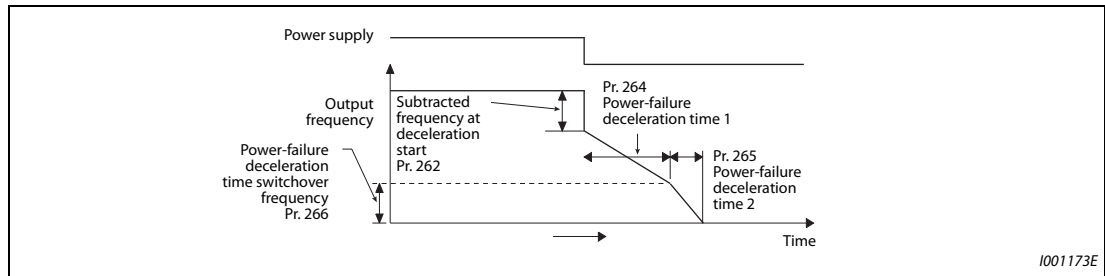 Power supply
Output
frequency
Subtracted
frequency at
deceleration
start
Pr. 262
Pr. 264
Power-failure
deceleration time 1
Power-failure
deceleration
time switchover
frequency
Pr. 266
Pr. 265
Power-failure
deceleration
time 2
Time
I001173E